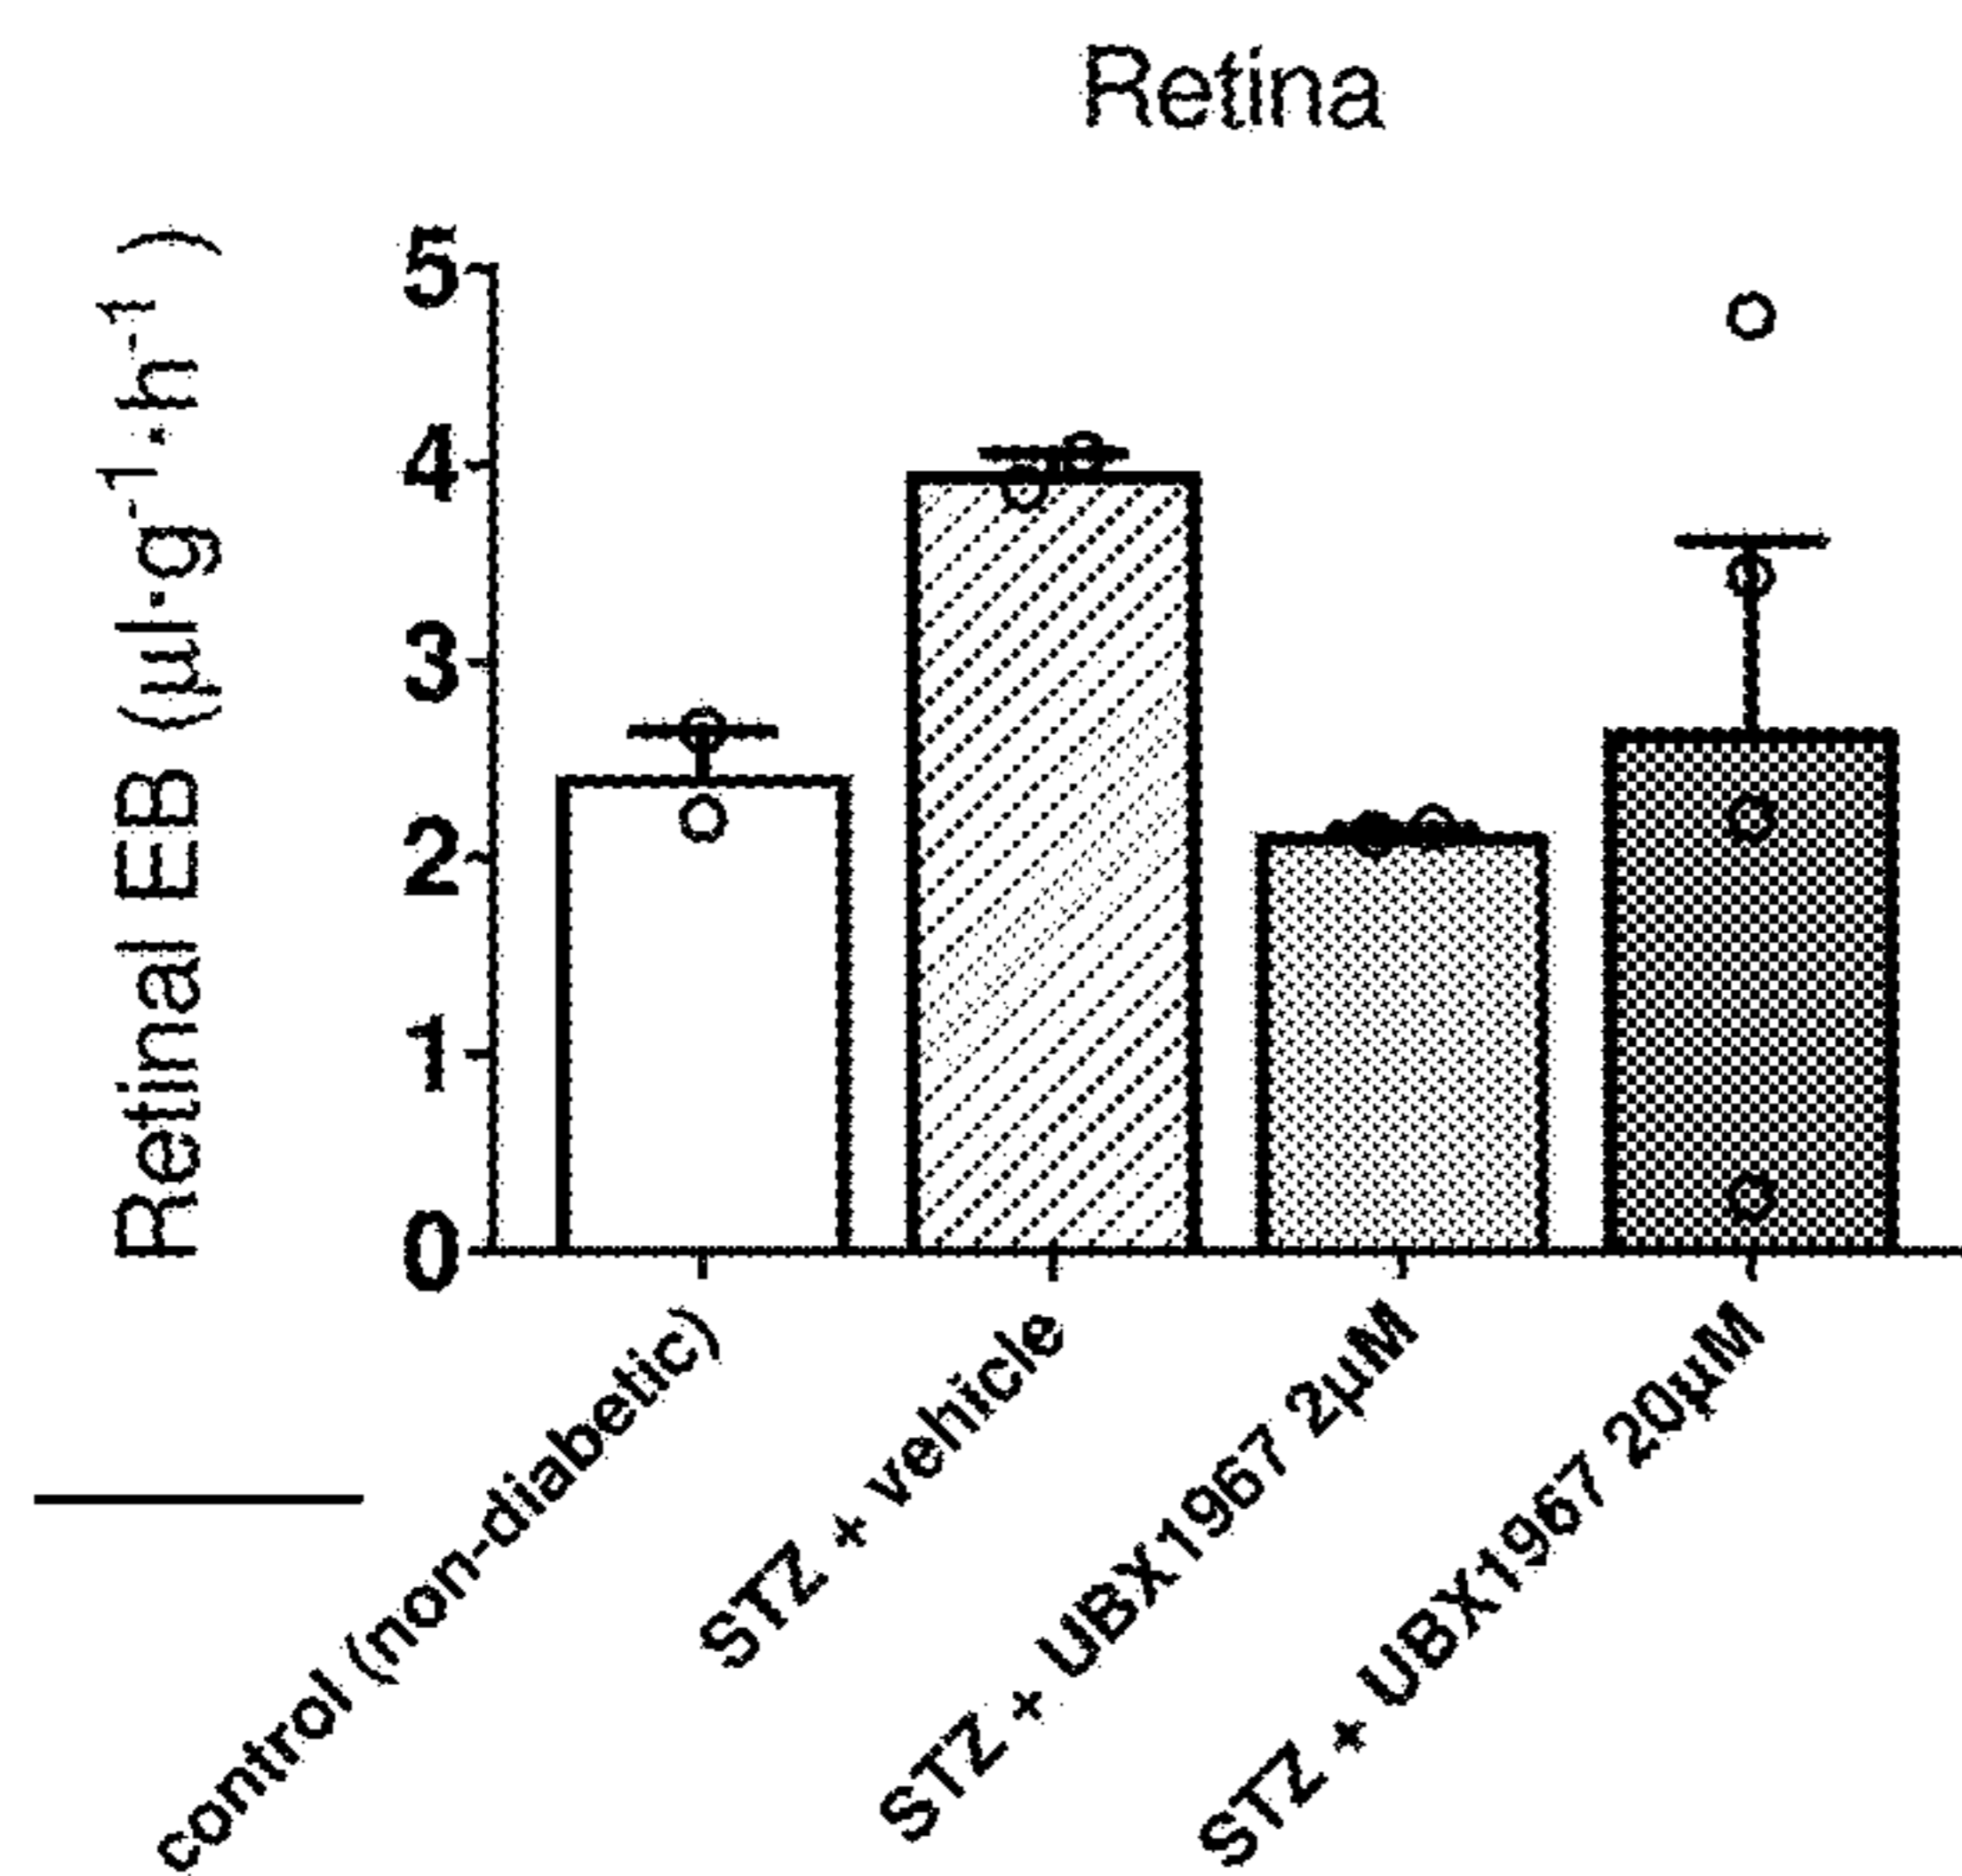 Retina
Retinal EB (µl·g⁻¹·h⁻¹)
5
4
3
2
1
0
control (non-diabetic)
STZ + vehicle
STZ + UBX1967 2µM
STZ + UBX1967 20µM